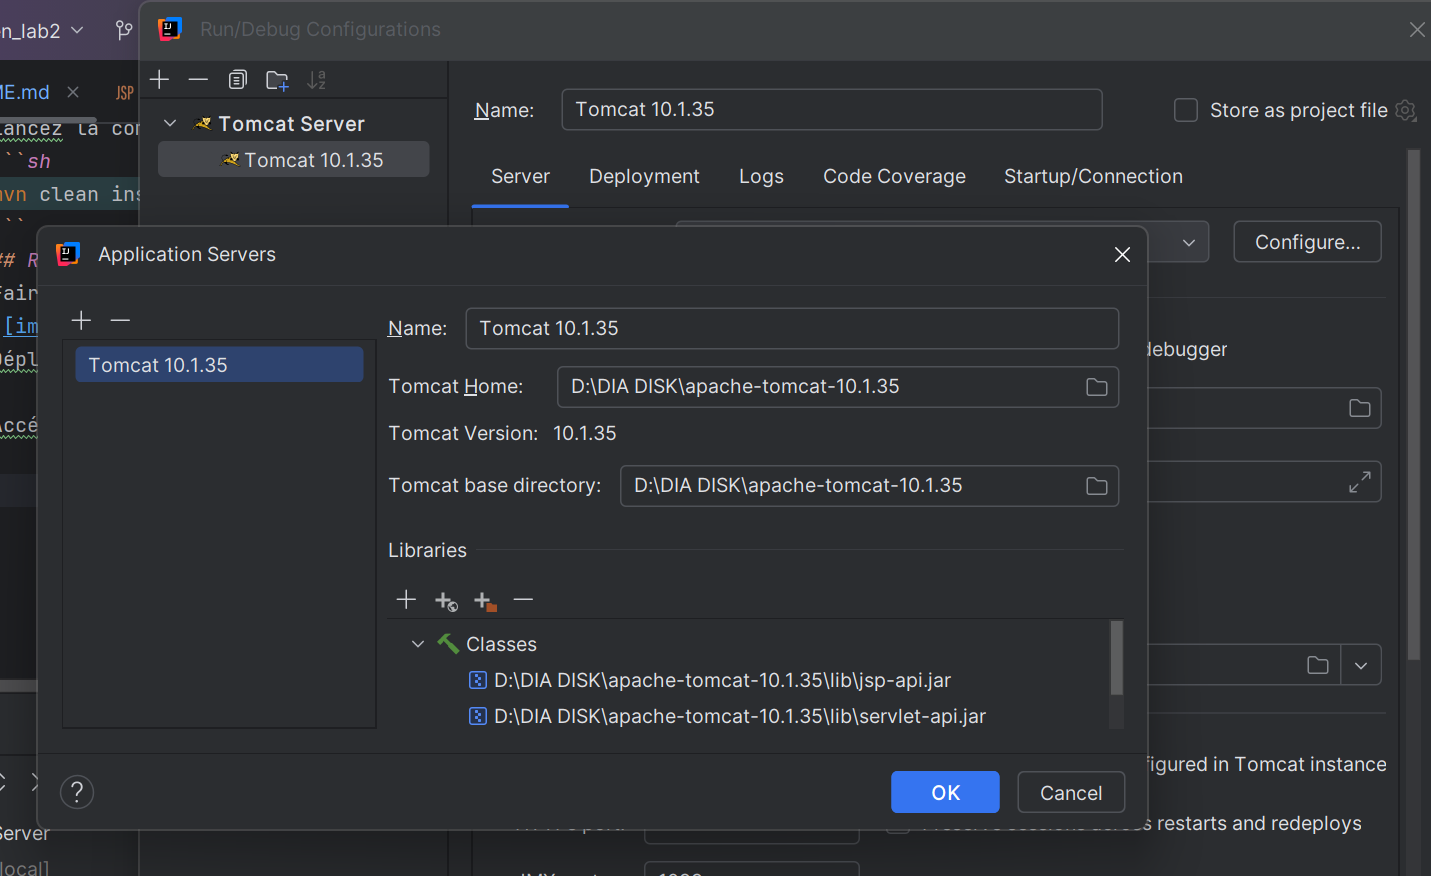 n_lab2
Run/Debug Configurations
E.md
JSP
Tomcat Server
Tomcat 10.1.35
Name:
Tomcat 10.1.35
Store as project file
Server
Deployment
Logs
Code Coverage
Startup/Connection
Configure...
ancez la con
```sh
mvn clean ins
```
## R
Fair
[im
Dépl
Accé
debugger
Application Servers
Tomcat 10.1.35
Name:
Tomcat 10.1.35
Tomcat Home:
D:\DIA DISK\apache-tomcat-10.1.35
Tomcat Version:
10.1.35
Tomcat base directory:
D:\DIA DISK\apache-tomcat-10.1.35
Libraries
Classes
D:\DIA DISK\apache-tomcat-10.1.35\lib\jsp-api.jar
D:\DIA DISK\apache-tomcat-10.1.35\lib\servlet-api.jar
?
OK
Cancel
figured in Tomcat instance
s restarts and redeploys
Server
local]